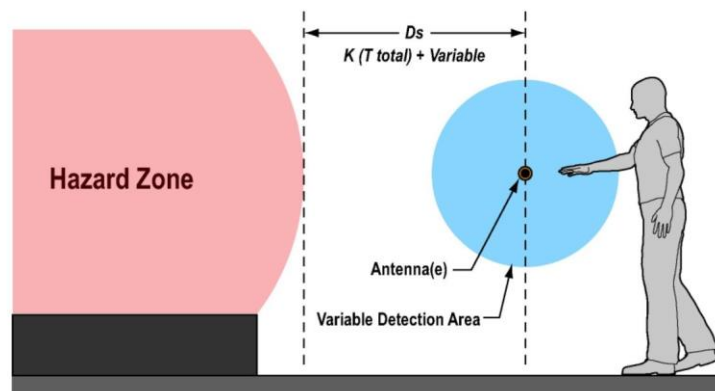 Ds
K (T total) + Variable
Hazard Zone
Antenna(e)
Variable Detection Area